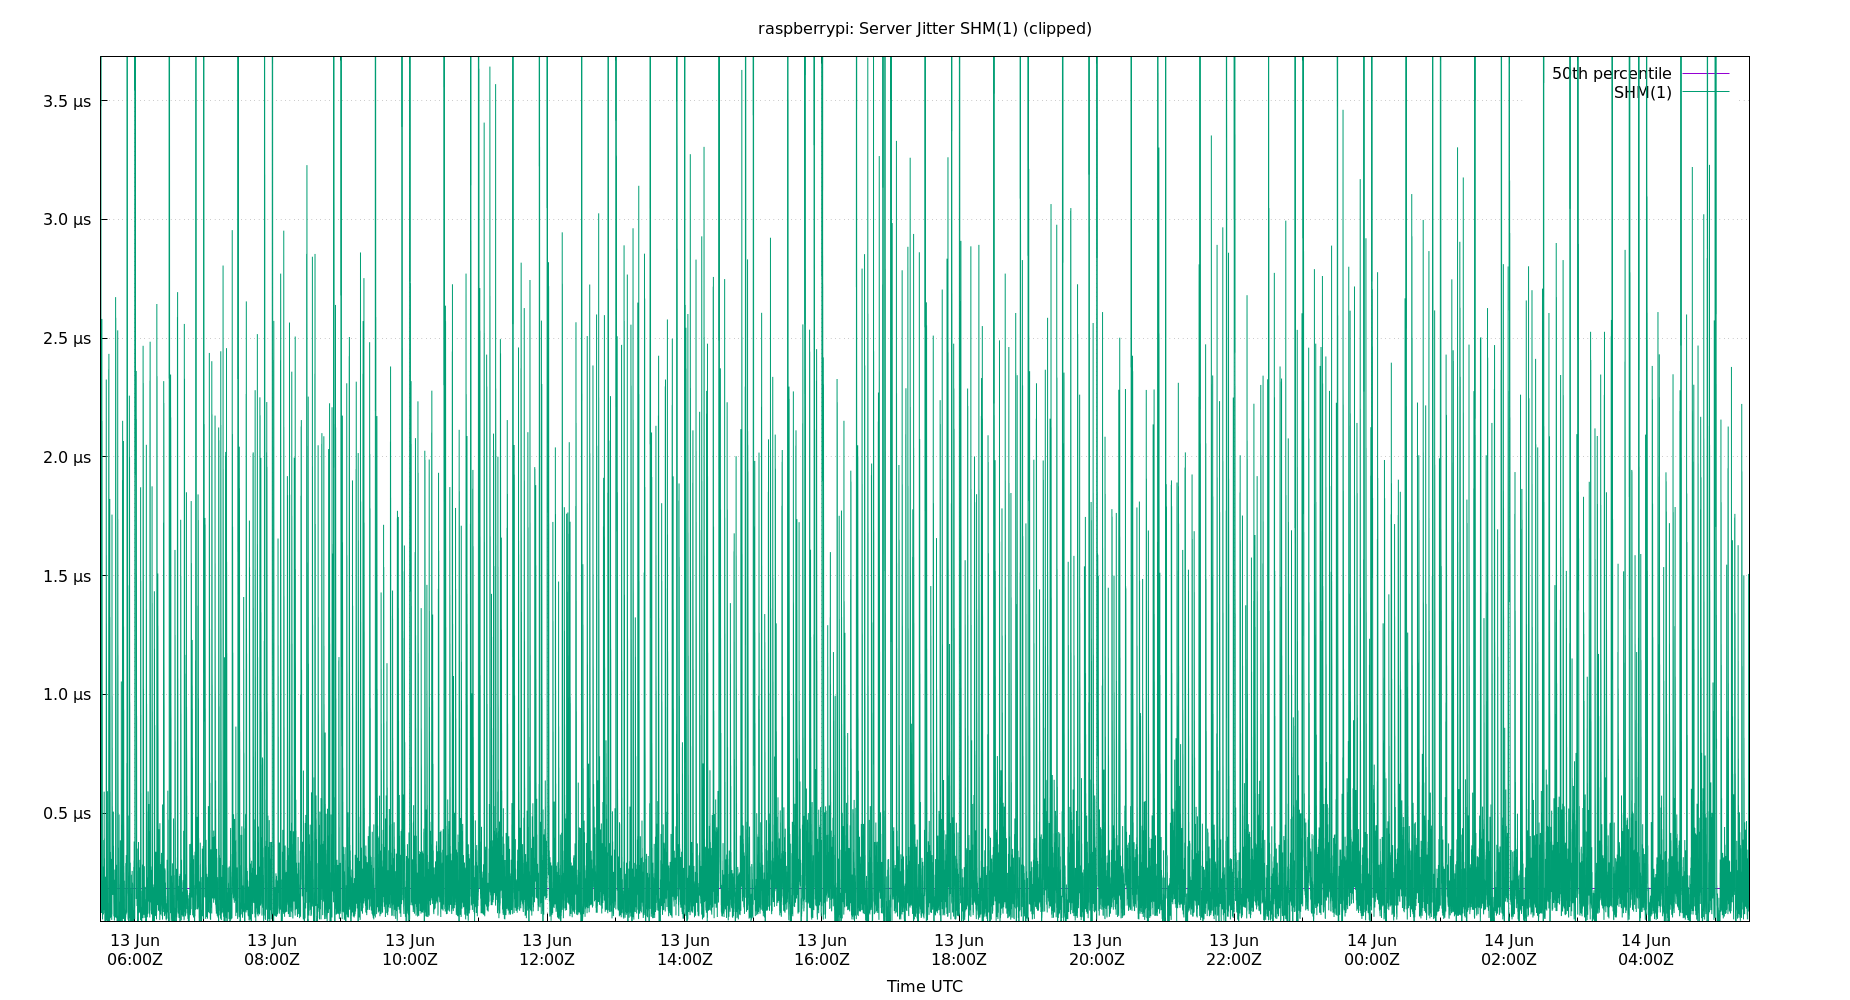 raspberrypi: Server Jitter SHM(1) (clipped)
50th percentile
SHM(1)
3.5 µs
3.0 µs
2.5 µs
2.0 µs
1.5 µs
1.0 µs
0.5 µs
13 Jun 13 Jun 13 Jun 13 Jun 13 Jun 13 Jun 13 Jun 13 Jun 13 Jun 14 Jun 14 Jun 14 Jun
06:00Z 08:00Z 10:00Z 12:00Z 14:00Z 16:00Z 18:00Z 20:00Z 22:00Z 00:00Z 02:00Z 04:00Z
Time UTC